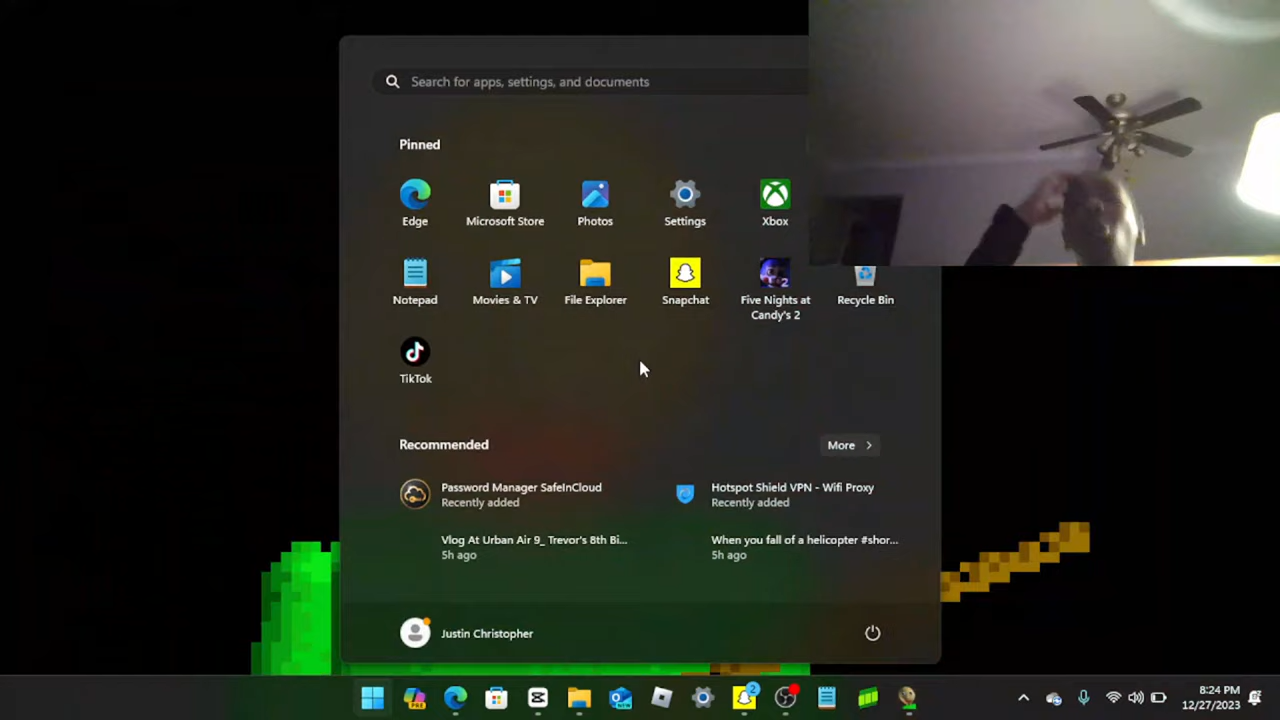 Search for apps, settings, and documents
Pinned
Edge
Microsoft Store
Photos
Settings
Xbox
Notepad
Movies & TV
File Explorer
Snapchat
Five Nights at
Candy's 2
Recycle Bin
TikTok
Recommended
More
Password Manager SafeInCloud
Recently added
Hotspot Shield VPN - Wifi Proxy
Recently added
Vlog At Urban Air 9_ Trevor's 8th Bi...
5h ago
When you fall of a helicopter #shor...
5h ago
Justin Christopher
PRE
NEW
2
8:24 PM
12/27/2023